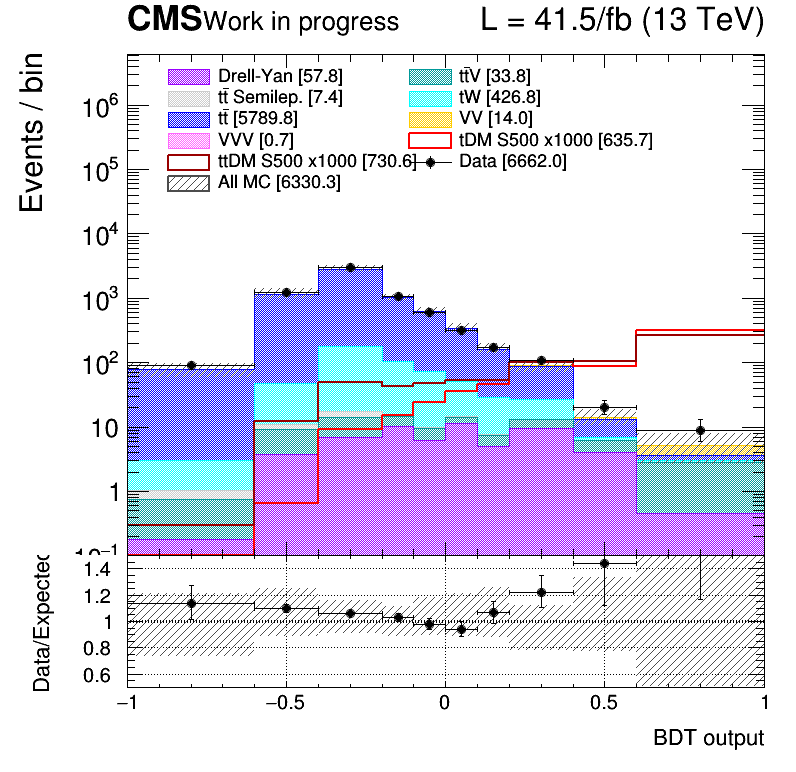 CMS Work in progress L = 41.5/fb (13 TeV)
Events / bin
Drell-Yan [57.8] tt̄V [33.8]
tt̄ Semilep. [7.4] tW [426.8]
tt̄ [5789.8] VV [14.0]
VVV [0.7] tDM S500 x1000 [635.7]
ttDM S500 x1000 [730.6] Data [6662.0]
All MC [6330.3]
10⁶
10⁵
10⁴
10³
10²
10
1
10⁻¹
Data/Expected
1.4
1.2
1
0.8
0.6
−1 −0.5 0 0.5 1
BDT output